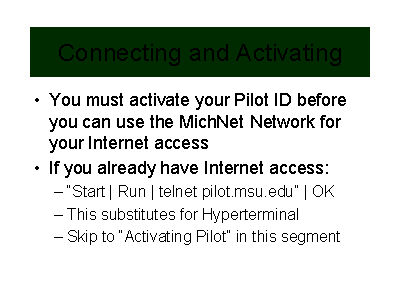 Connecting and Activating
• You must activate your Pilot ID before
you can use the MichNet Network for
your Internet access
• If you already have Internet access:
– "Start | Run | telnet pilot.msu.edu" | OK
– This substitutes for Hyperterminal
– Skip to "Activating Pilot" in this segment